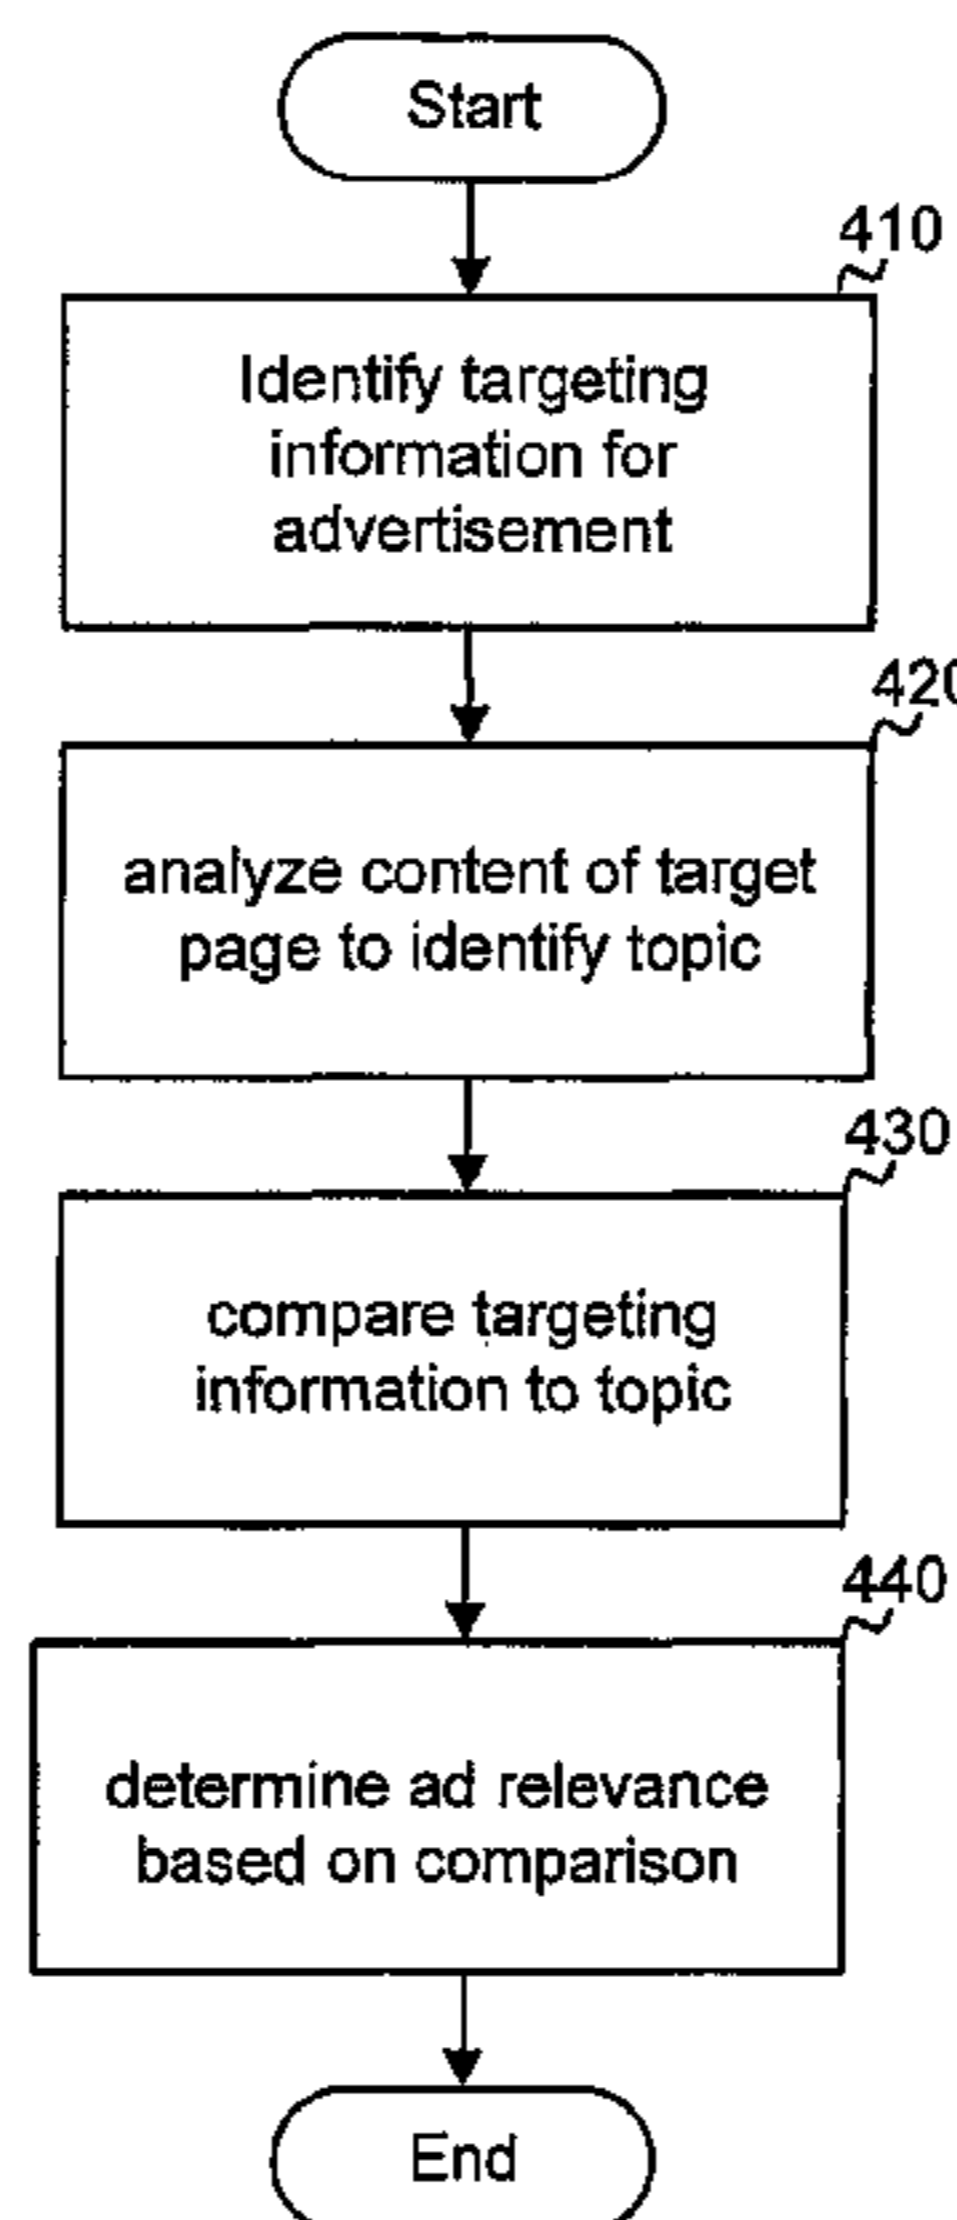 Start
410
Identify targeting
information for
advertisement
420
analyze content of target
page to identify topic
430
compare targeting
information to topic
440
determine ad relevance
based on comparison
End